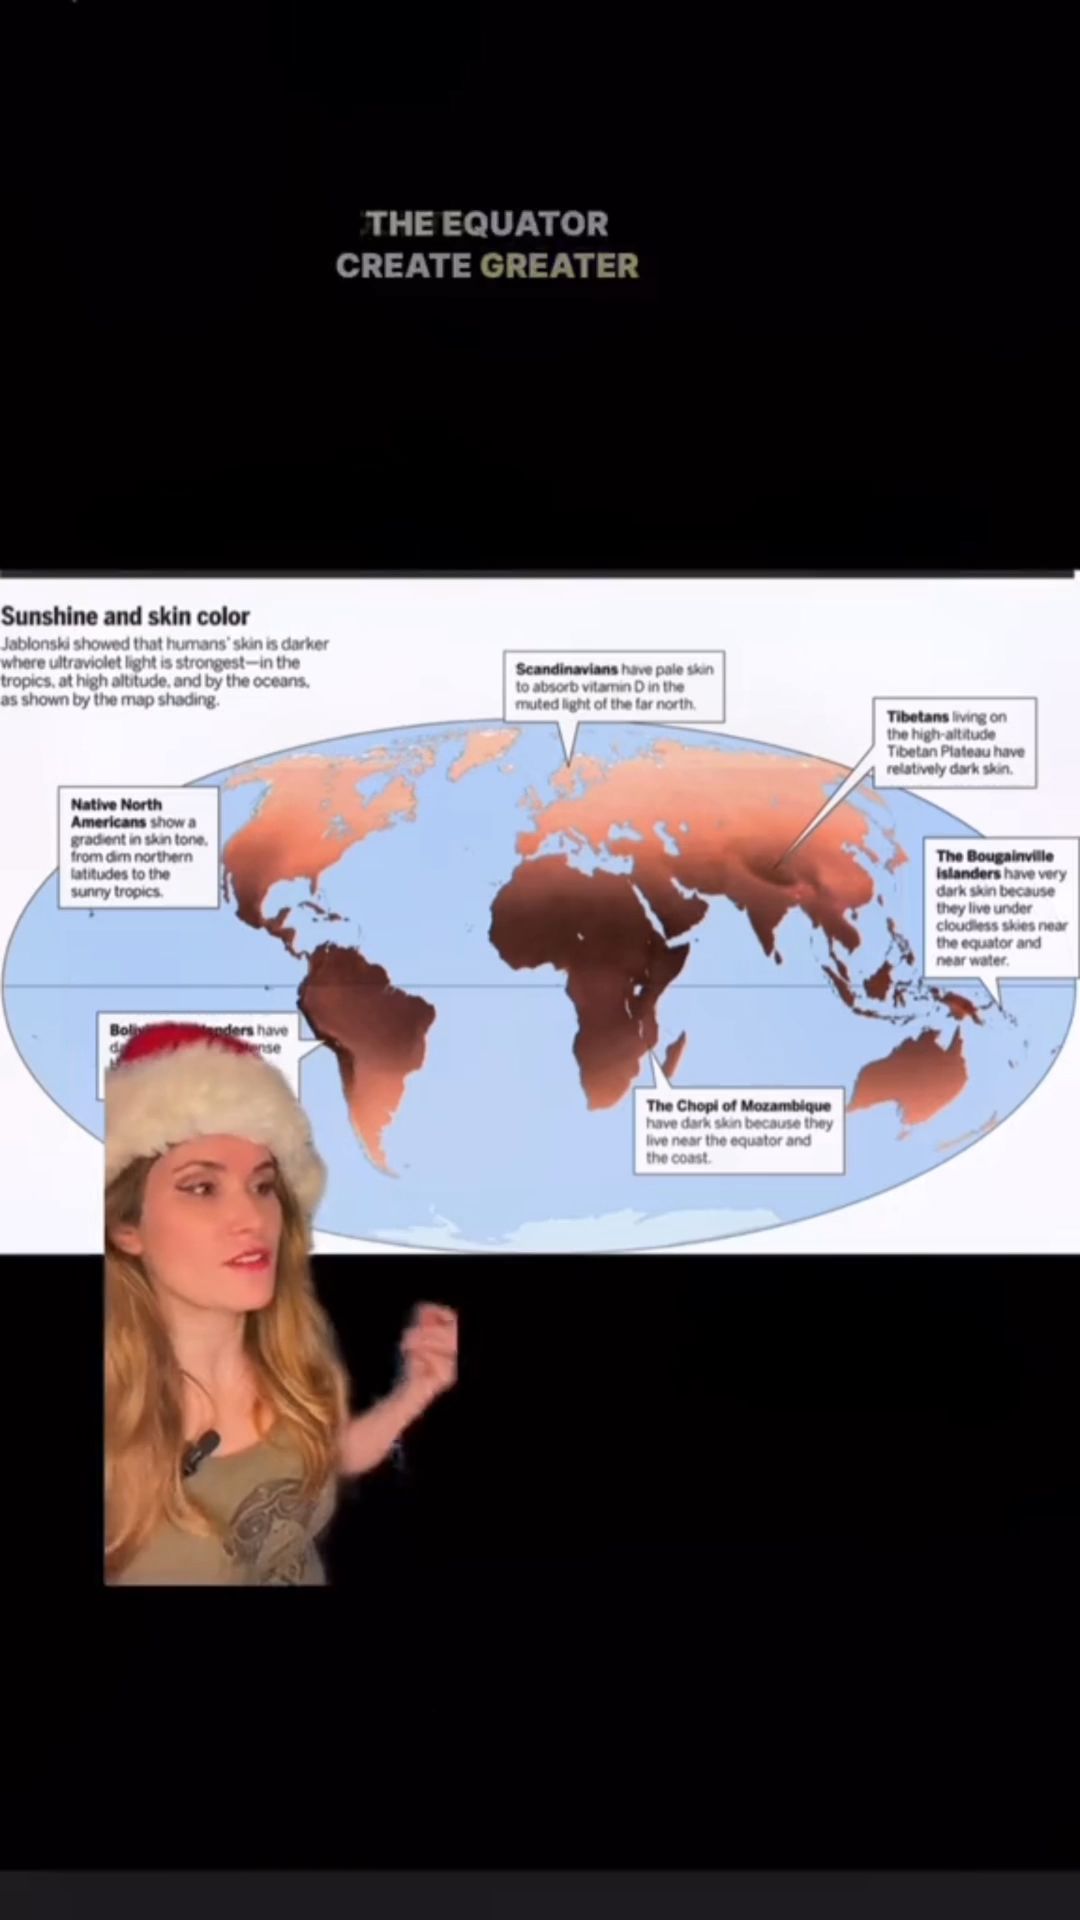 THE EQUATOR
CREATE GREATER
Sunshine and skin color
Jablonski showed that humans' skin is darker
where ultraviolet light is strongest—in the
tropics, at high altitude, and by the oceans,
as shown by the map shading.
Scandinavians have pale skin
to absorb vitamin D in the
muted light of the far north.
Tibetans living on
the high-altitude
Tibetan Plateau have
relatively dark skin.
Native North
Americans show a
gradient in skin tone,
from dim northern
latitudes to the
sunny tropics.
The Bougainville
islanders have very
dark skin because
they live under
cloudless skies near
the equator and
near water.
have
The Chopi of Mozambique
have dark skin because they
live near the equator and
the coast.